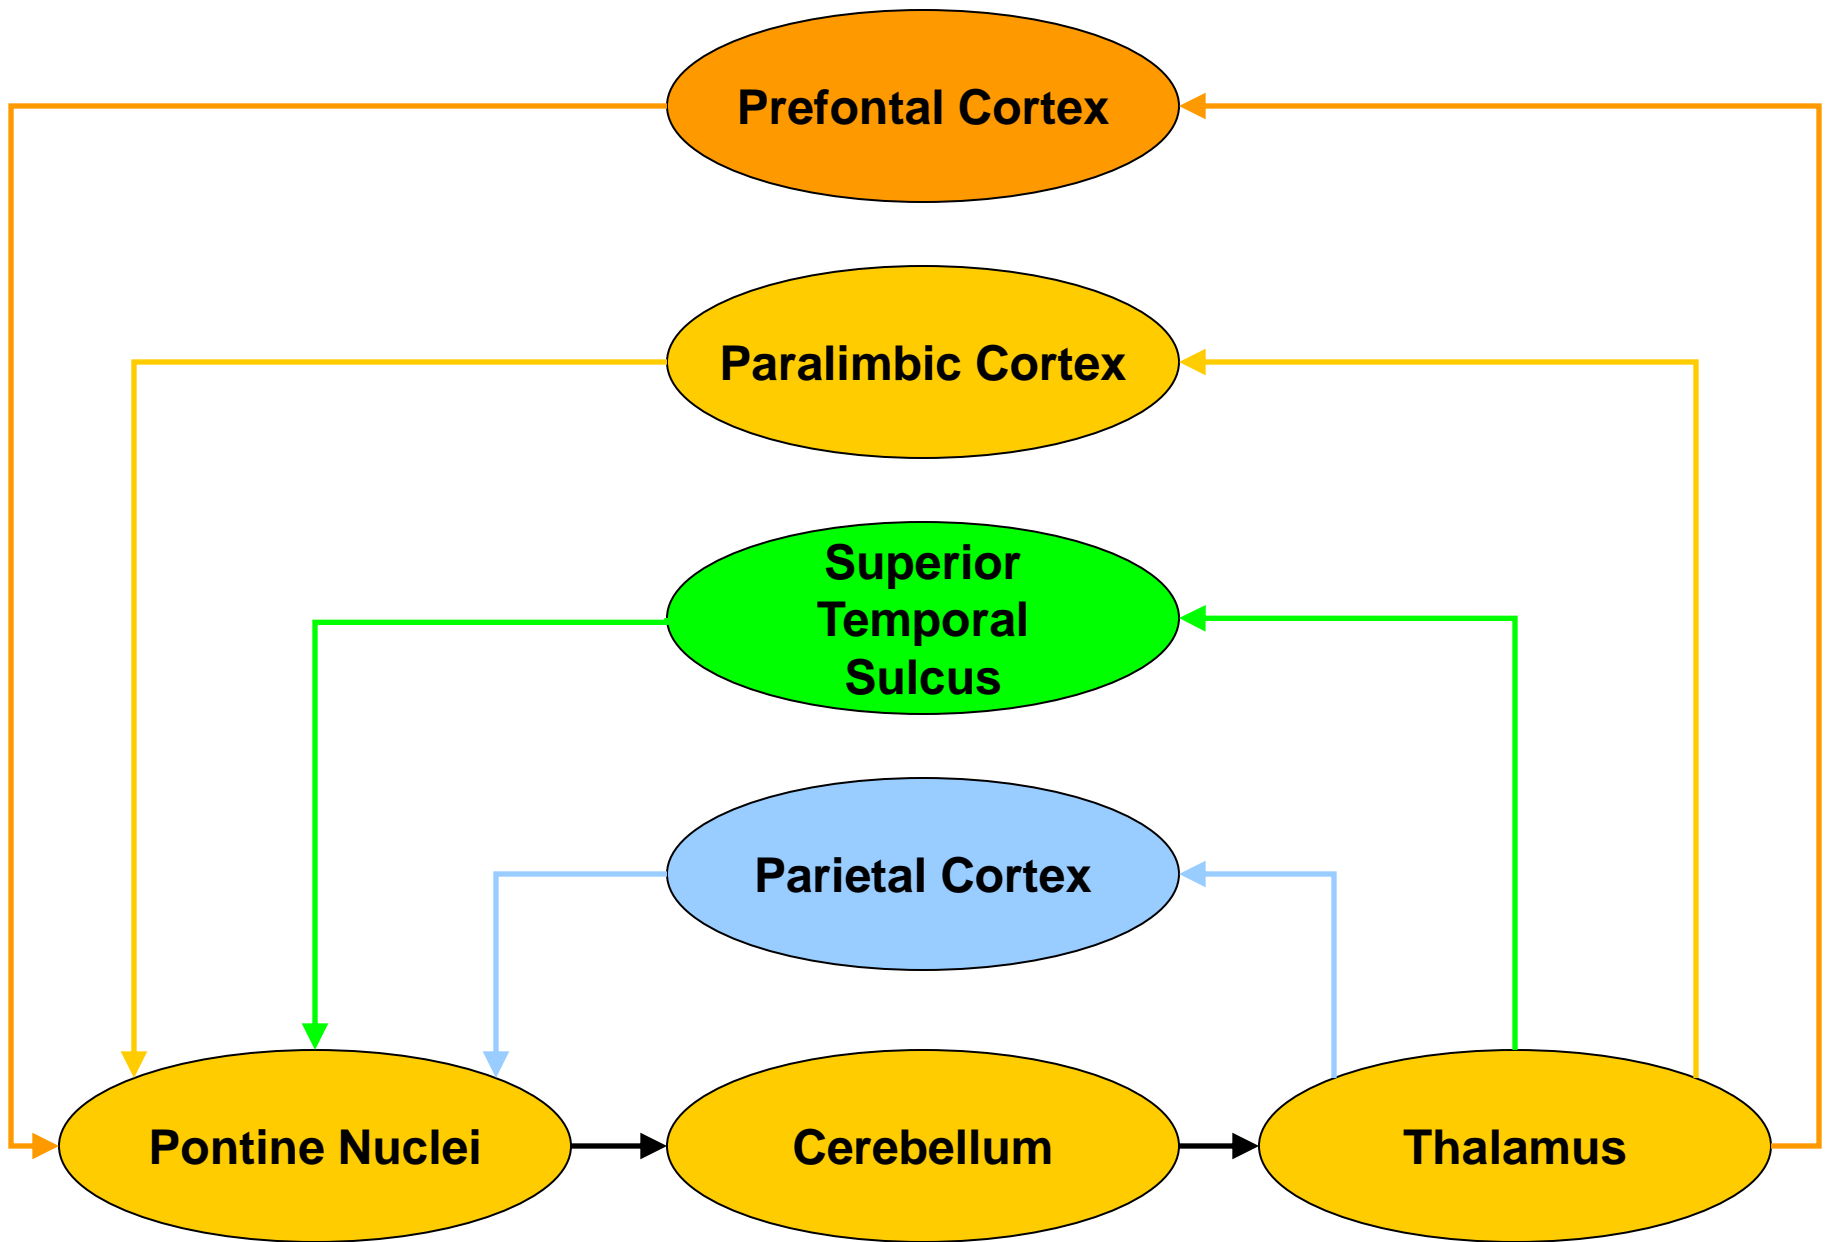 Prefontal Cortex
Paralimbic Cortex
Superior
Temporal
Sulcus
Parietal Cortex
Pontine Nuclei
Cerebellum
Thalamus